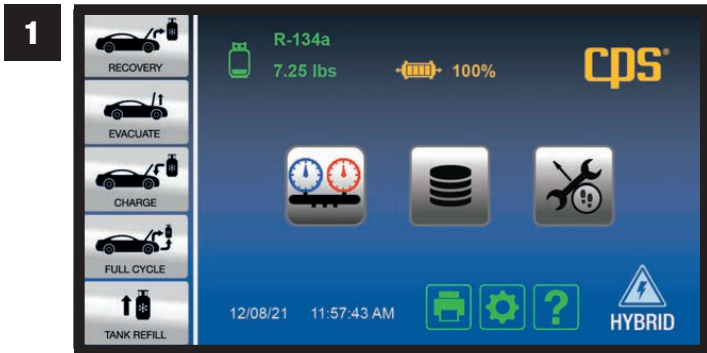 1
RECOVERY
EVACUATE
CHARGE
FULL CYCLE
TANK REFILL
R-134a
7.25 lbs
100%
cps®
12/08/21 11:57:43 AM
?
HYBRID